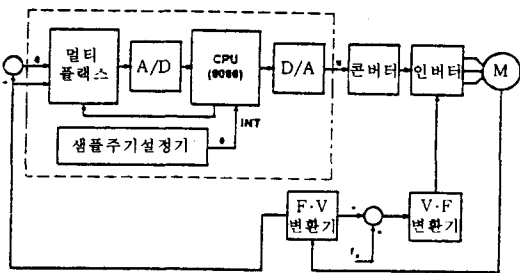 e
멀티
플랙스
A/D
CPU
(8086)
D/A
u
콘버터
인버터
M
INT
샘플주기설정기
F·V
변환기
V·F
변환기